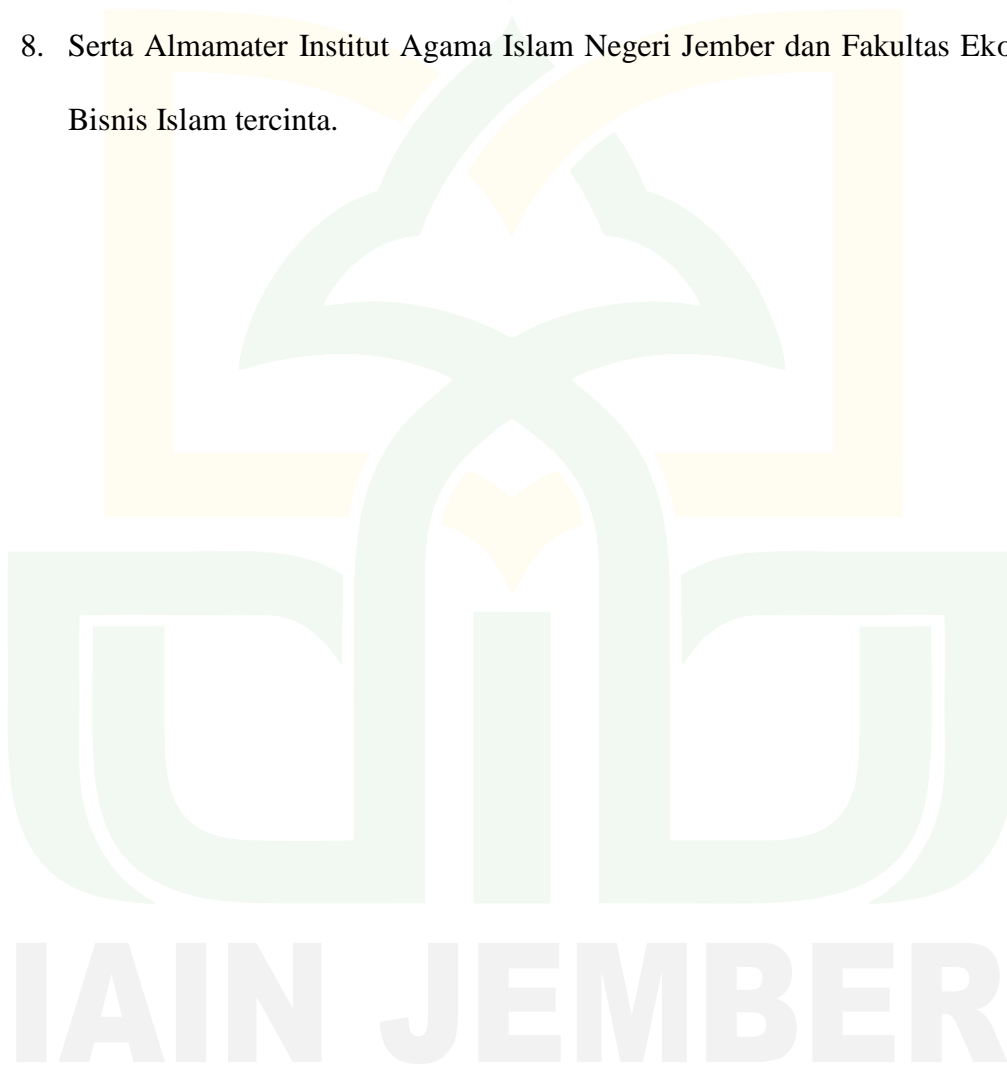 8. Serta Almamater Institut Agama Islam Negeri Jember dan Fakultas
Bisnis Islam tercinta.
IAIN JEMBER